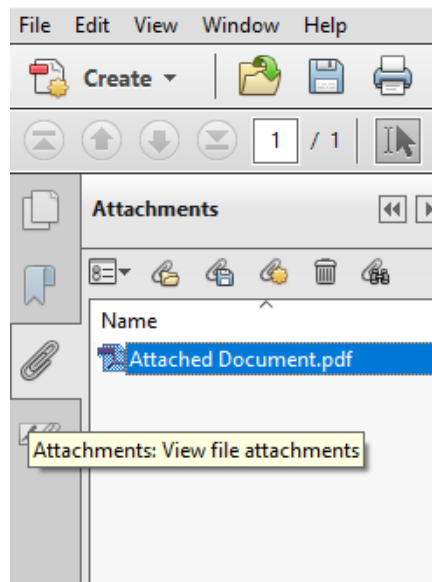 File Edit View Window Help
Create
1 / 1
Attachments
Name
Attached Document.pdf
Attachments: View file attachments